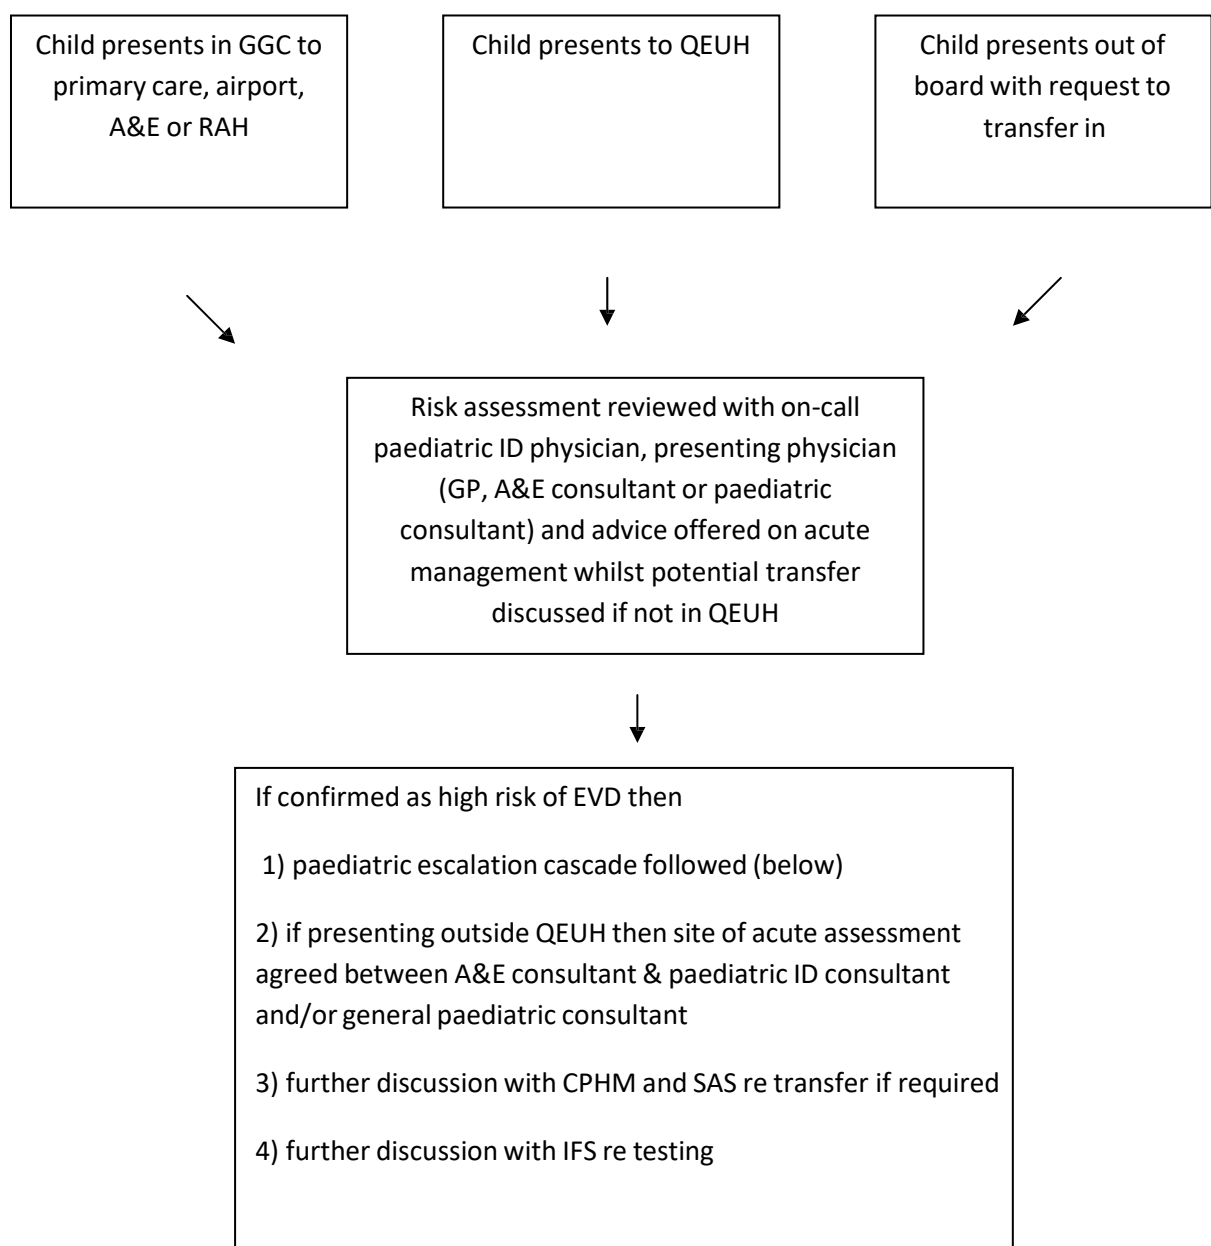 Child presents in GGC to
primary care, airport,
A&E or RAH
Child presents to QEUH
Child presents out of
board with request to
transfer in
Risk assessment reviewed with on-call
paediatric ID physician, presenting physician
(GP, A&E consultant or paediatric
consultant) and advice offered on acute
management whilst potential transfer
discussed if not in QEUH
If confirmed as high risk of EVD then
1) paediatric escalation cascade followed (below)
2) if presenting outside QEUH then site of acute assessment
agreed between A&E consultant & paediatric ID consultant
and/or general paediatric consultant
3) further discussion with CPHM and SAS re transfer if required
4) further discussion with IFS re testing